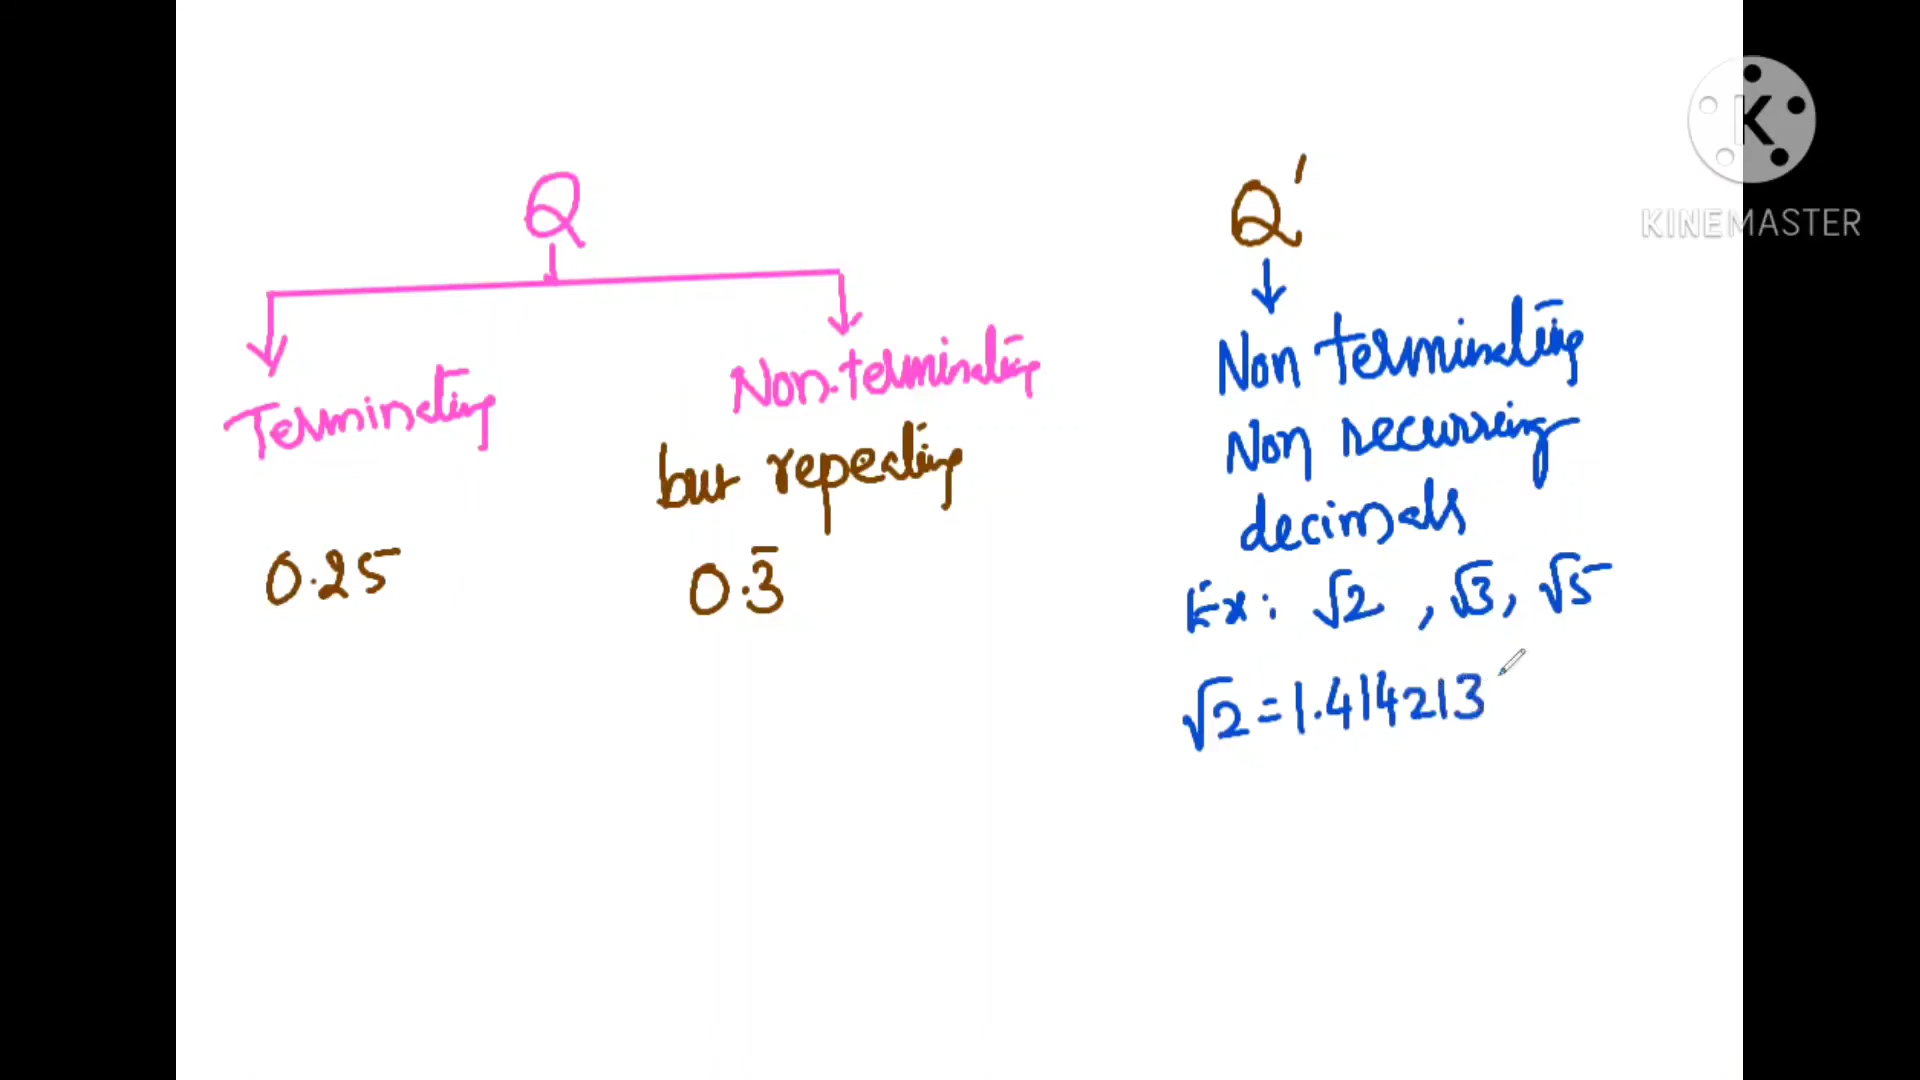 Q
Terminating
Non-terminating
but repeating
0.25
0.3̄
Q'
Non terminating
Non recurring
decimals
Ex: √2, √3, √5
√2 = 1.414213
K
KINEMASTER